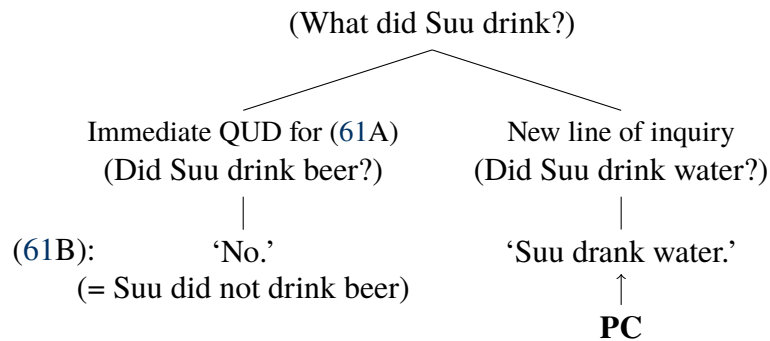 (What did Suu drink?)
Immediate QUD for (61A) New line of inquiry
(Did Suu drink beer?) (Did Suu drink water?)
(61B): ‘No.’ ‘Suu drank water.’
(= Suu did not drink beer)
PC